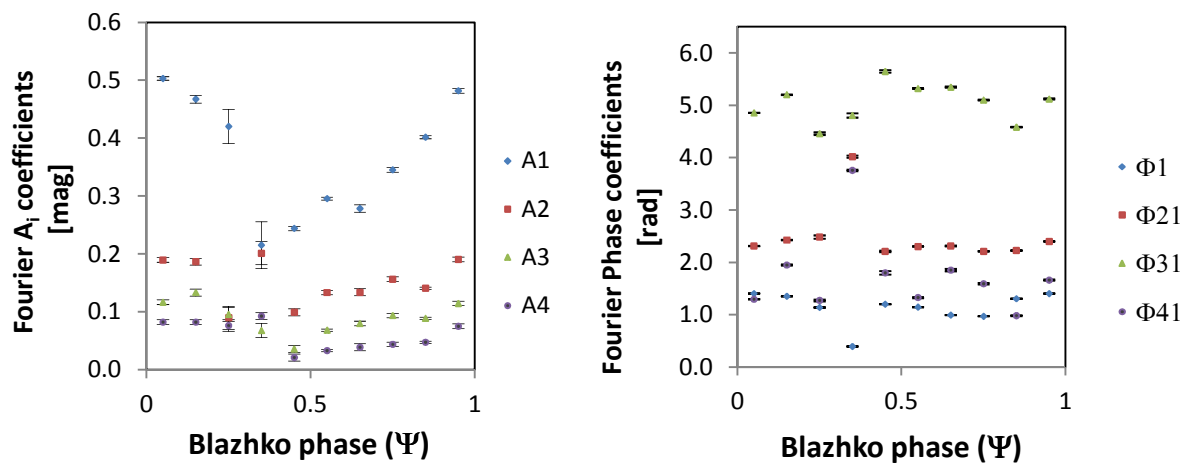 Fourier Aᵢ coefficients
[mag]
0.6
0.5
0.4
0.3
0.2
0.1
0.0
0
0.5
1
Blazhko phase (Ψ)
A1
A2
A3
A4
Fourier Phase coefficients
[rad]
6.0
5.0
4.0
3.0
2.0
1.0
0.0
0
0.5
1
Blazhko phase (Ψ)
Φ1
Φ21
Φ31
Φ41